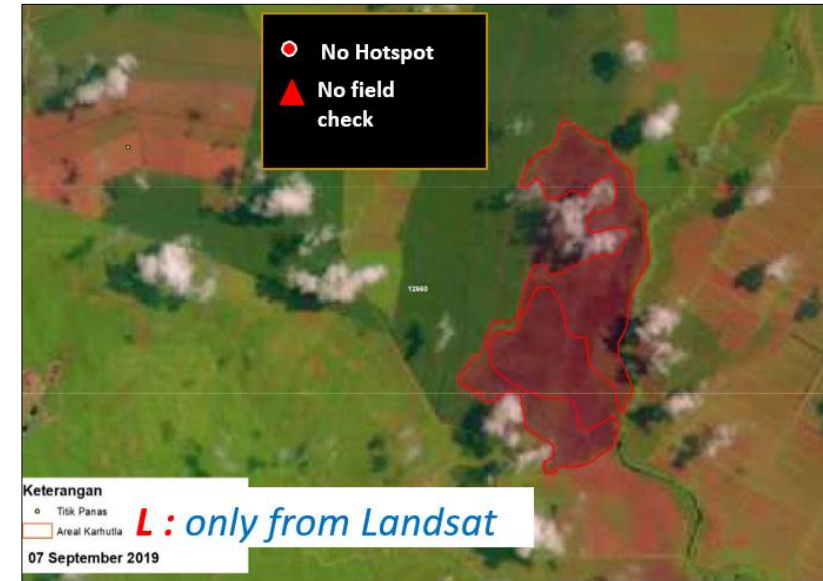 No Hotspot
No field
check
12660
Keterangan
Titik Panas
Areal Karhutla
L : only from Landsat
07 September 2019